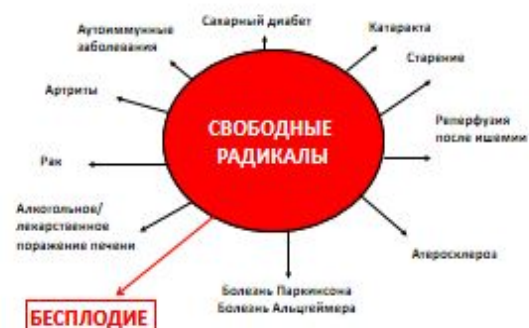 Сахарный диабет
Аутоиммунные
заболевания
Катаракта
Старение
Артриты
СВОБОДНЫЕ
РАДИКАЛЫ
Реперфузия
после ишемии
Рак
Алкогольное/
лекарственное
поражение печени
Атеросклероз
Болезнь Паркинсона
Болезнь Альцгеймера
БЕСПЛОДИЕ